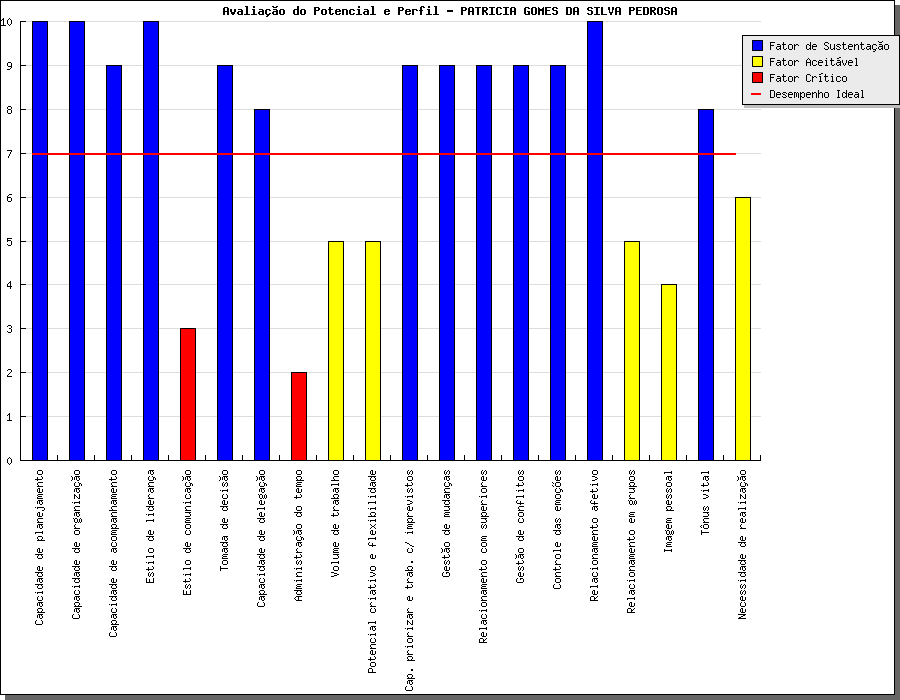 Avaliação do Potencial e Perfil - PATRICIA GOMES DA SILVA PEDROSA
Fator de Sustentação
Fator Aceitável
Fator Crítico
Desempenho Ideal
10
9
8
7
6
5
4
3
2
1
0
Capacidade de planejamento
Capacidade de organização
Capacidade de acompanhamento
Estilo de liderança
Estilo de comunicação
Tomada de decisão
Capacidade de delegação
Administração do tempo
Volume de trabalho
Potencial criativo e flexibilidade
Cap. priorizar e trab. c/ imprevistos
Gestão de mudanças
Relacionamento com superiores
Gestão de conflitos
Controle das emoções
Relacionamento afetivo
Relacionamento em grupos
Imagem pessoal
Tônus vital
Necessidade de realização